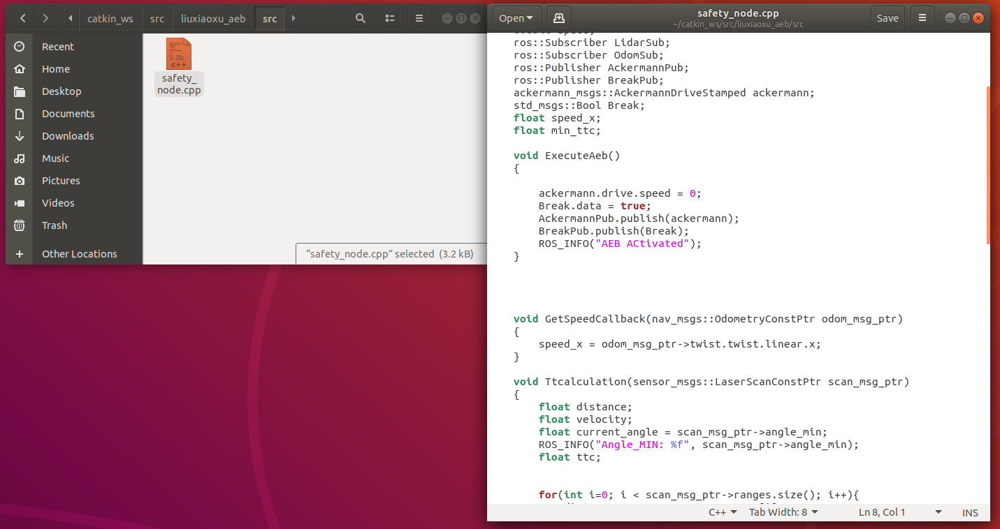 catkin_ws src liuxiaoxu_aeb src
Recent
Home
Desktop
Documents
Downloads
Music
Pictures
Videos
Trash
Other Locations
c++
safety_
node.cpp
“safety_node.cpp” selected (3.2 kB)
Open
safety_node.cpp
~/catkin_ws/src/liuxiaoxu_aeb/src
Save
ros::Subscriber LidarSub;
ros::Subscriber OdomSub;
ros::Publisher AckermannPub;
ros::Publisher BreakPub;
ackermann_msgs::AckermannDriveStamped ackermann;
std_msgs::Bool Break;
float speed_x;
float min_ttc;
void ExecuteAeb()
{
ackermann.drive.speed = 0;
Break.data = true;
AckermannPub.publish(ackermann);
BreakPub.publish(Break);
ROS_INFO("AEB ACtivated");
}
void GetSpeedCallback(nav_msgs::OdometryConstPtr odom_msg_ptr)
{
speed_x = odom_msg_ptr->twist.twist.linear.x;
}
void Ttcalculation(sensor_msgs::LaserScanConstPtr scan_msg_ptr)
{
float distance;
float velocity;
float current_angle = scan_msg_ptr->angle_min;
ROS_INFO("Angle_MIN: %f", scan_msg_ptr->angle_min);
float ttc;
for(int i=0; i < scan_msg_ptr->ranges.size(); i++){
C++ Tab Width: 8 Ln 8, Col 1 INS